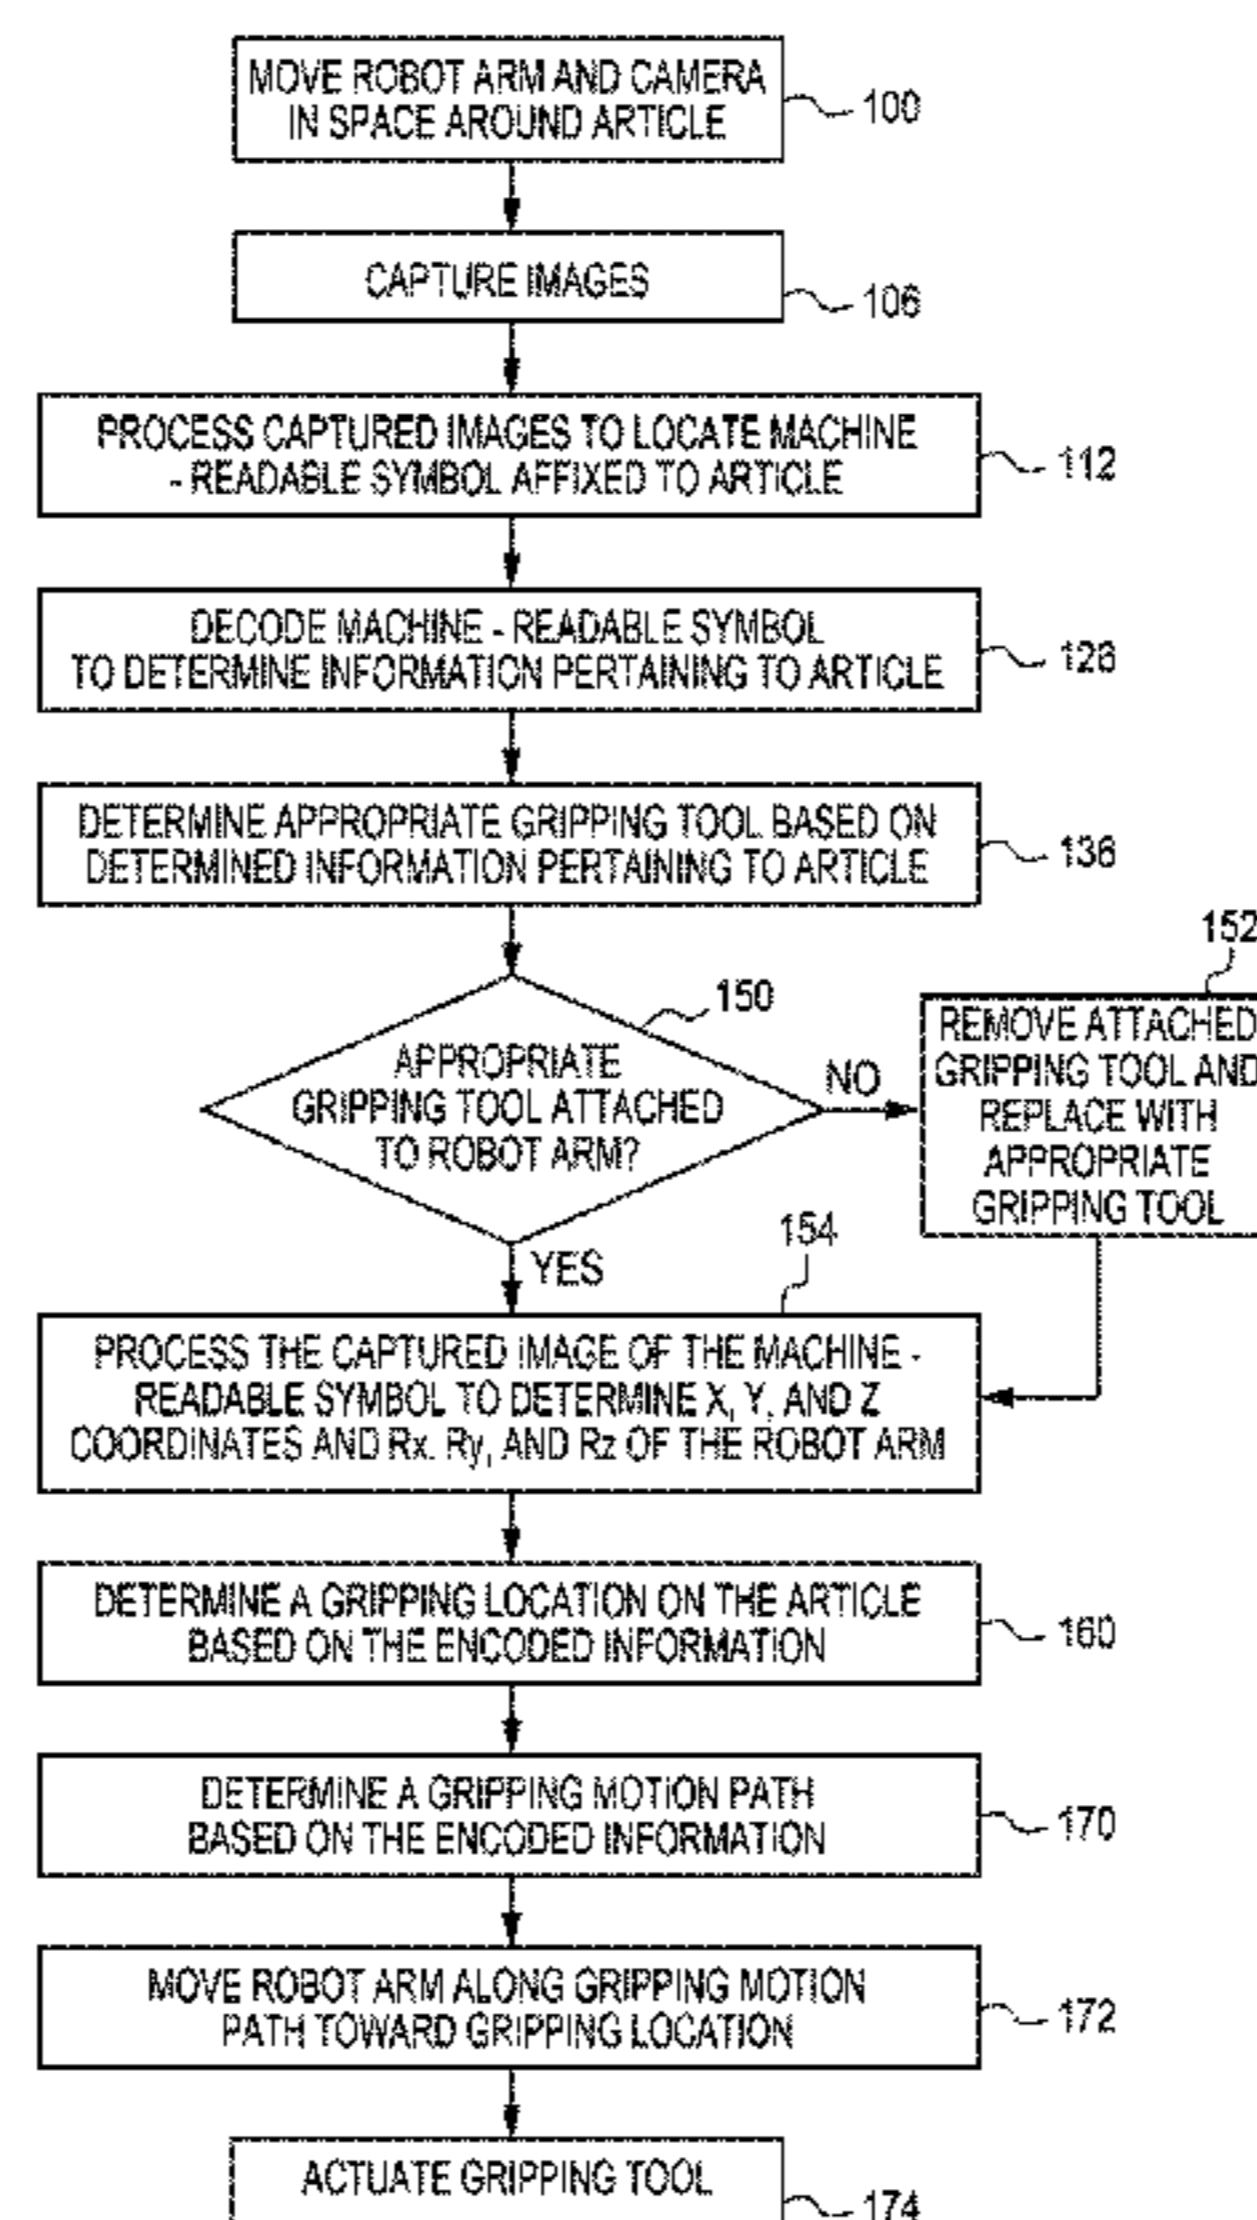 MOVE ROBOT ARM AND CAMERA
IN SPACE AROUND ARTICLE
100
CAPTURE IMAGES
106
PROCESS CAPTURED IMAGES TO LOCATE MACHINE
- READABLE SYMBOL AFFIXED TO ARTICLE
112
DECODE MACHINE - READABLE SYMBOL
TO DETERMINE INFORMATION PERTAINING TO ARTICLE
126
DETERMINE APPROPRIATE GRIPPING TOOL BASED ON
DETERMINED INFORMATION PERTAINING TO ARTICLE
136
150
APPROPRIATE
GRIPPING TOOL ATTACHED
TO ROBOT ARM?
NO
YES
152
REMOVE ATTACHED
GRIPPING TOOL AND
REPLACE WITH
APPROPRIATE
GRIPPING TOOL
154
PROCESS THE CAPTURED IMAGE OF THE MACHINE -
READABLE SYMBOL TO DETERMINE X, Y, AND Z
COORDINATES AND Rx. Ry, AND Rz OF THE ROBOT ARM
DETERMINE A GRIPPING LOCATION ON THE ARTICLE
BASED ON THE ENCODED INFORMATION
160
DETERMINE A GRIPPING MOTION PATH
BASED ON THE ENCODED INFORMATION
170
MOVE ROBOT ARM ALONG GRIPPING MOTION
PATH TOWARD GRIPPING LOCATION
172
ACTUATE GRIPPING TOOL
174